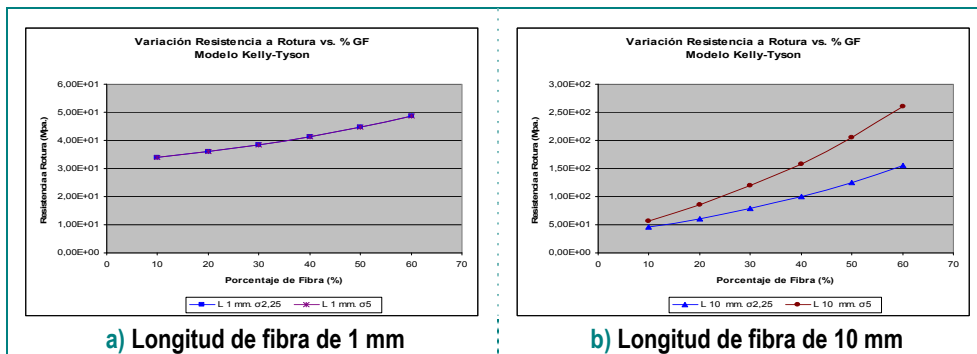 Variación Resistencia a Rotura vs. % GF
Modelo Kelly-Tyson
6,00E+01
5,00E+01
4,00E+01
3,00E+01
2,00E+01
1,00E+01
0,00E+00
Resistencia a Rotura (Mpa.)
0 10 20 30 40 50 60 70
Porcentaje de Fibra (%)
L 1 mm. σ2,25 L 1 mm. σ5
a) Longitud de fibra de 1 mm
Variación Resistencia a Rotura vs. % GF
Modelo Kelly-Tyson
3,00E+02
2,50E+02
2,00E+02
1,50E+02
1,00E+02
5,00E+01
0,00E+00
Resistencia a Rotura (Mpa.)
0 10 20 30 40 50 60 70
Porcentaje de Fibra (%)
L 10 mm. σ2,25 L 10 mm. σ5
b) Longitud de fibra de 10 mm